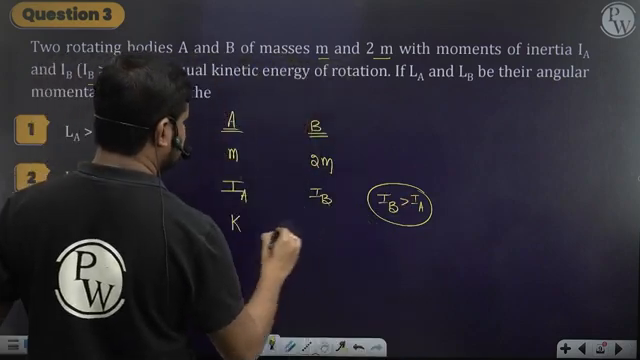 Question 3
Two rotating bodies A and B of masses m and 2 m with moments of inertia I_A
and I_B (I_B > ual kinetic energy of rotation. If L_A and L_B be their angular
momenta the
1 L_A >
2
A B
m 2m
I_A I_B I_B > I_A
K
PW
PW